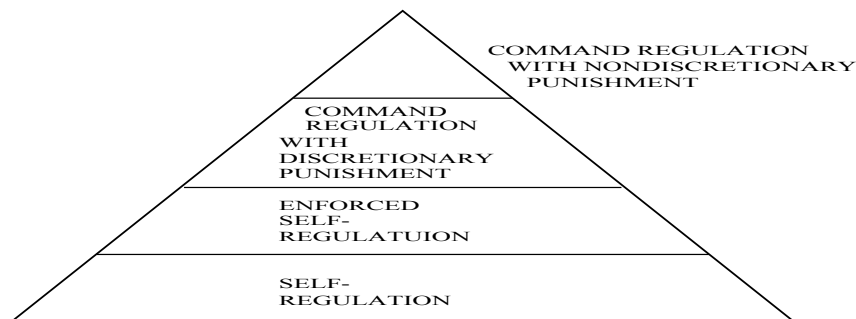 COMMAND REGULATION
WITH NONDISCRETIONARY
PUNISHMENT
COMMAND
REGULATION
WITH
DISCRETIONARY
PUNISHMENT
ENFORCED
SELF-
REGULATUION
SELF-
REGULATION